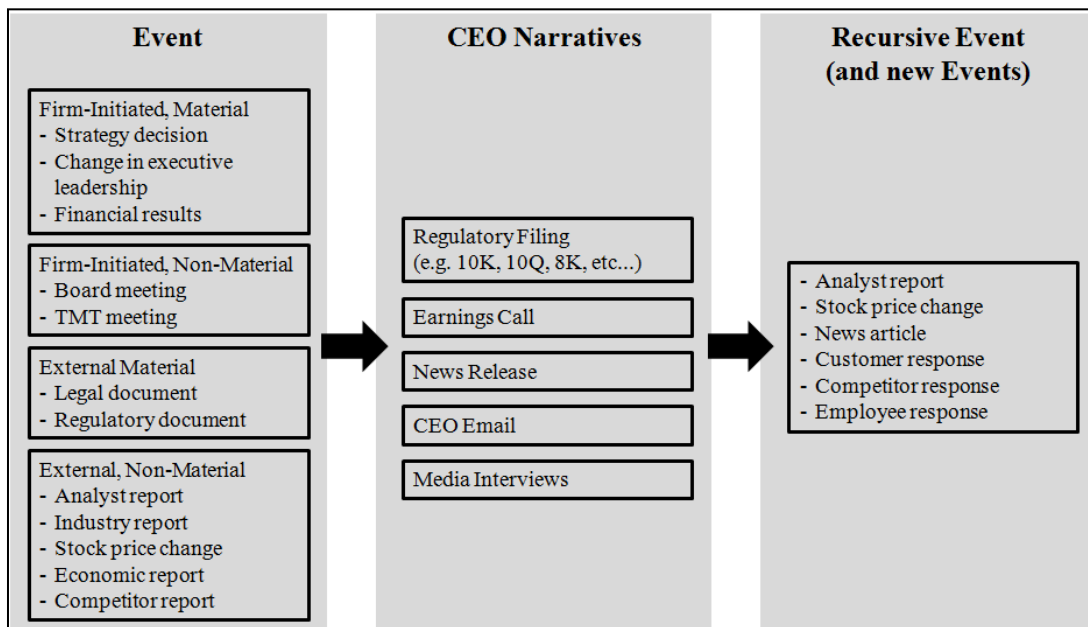 Event
Firm-Initiated, Material
- Strategy decision
- Change in executive
leadership
- Financial results
Firm-Initiated, Non-Material
- Board meeting
- TMT meeting
External Material
- Legal document
- Regulatory document
External, Non-Material
- Analyst report
- Industry report
- Stock price change
- Economic report
- Competitor report
CEO Narratives
Regulatory Filing
(e.g. 10K, 10Q, 8K, etc...)
Earnings Call
News Release
CEO Email
Media Interviews
Recursive Event
(and new Events)
- Analyst report
- Stock price change
- News article
- Customer response
- Competitor response
- Employee response